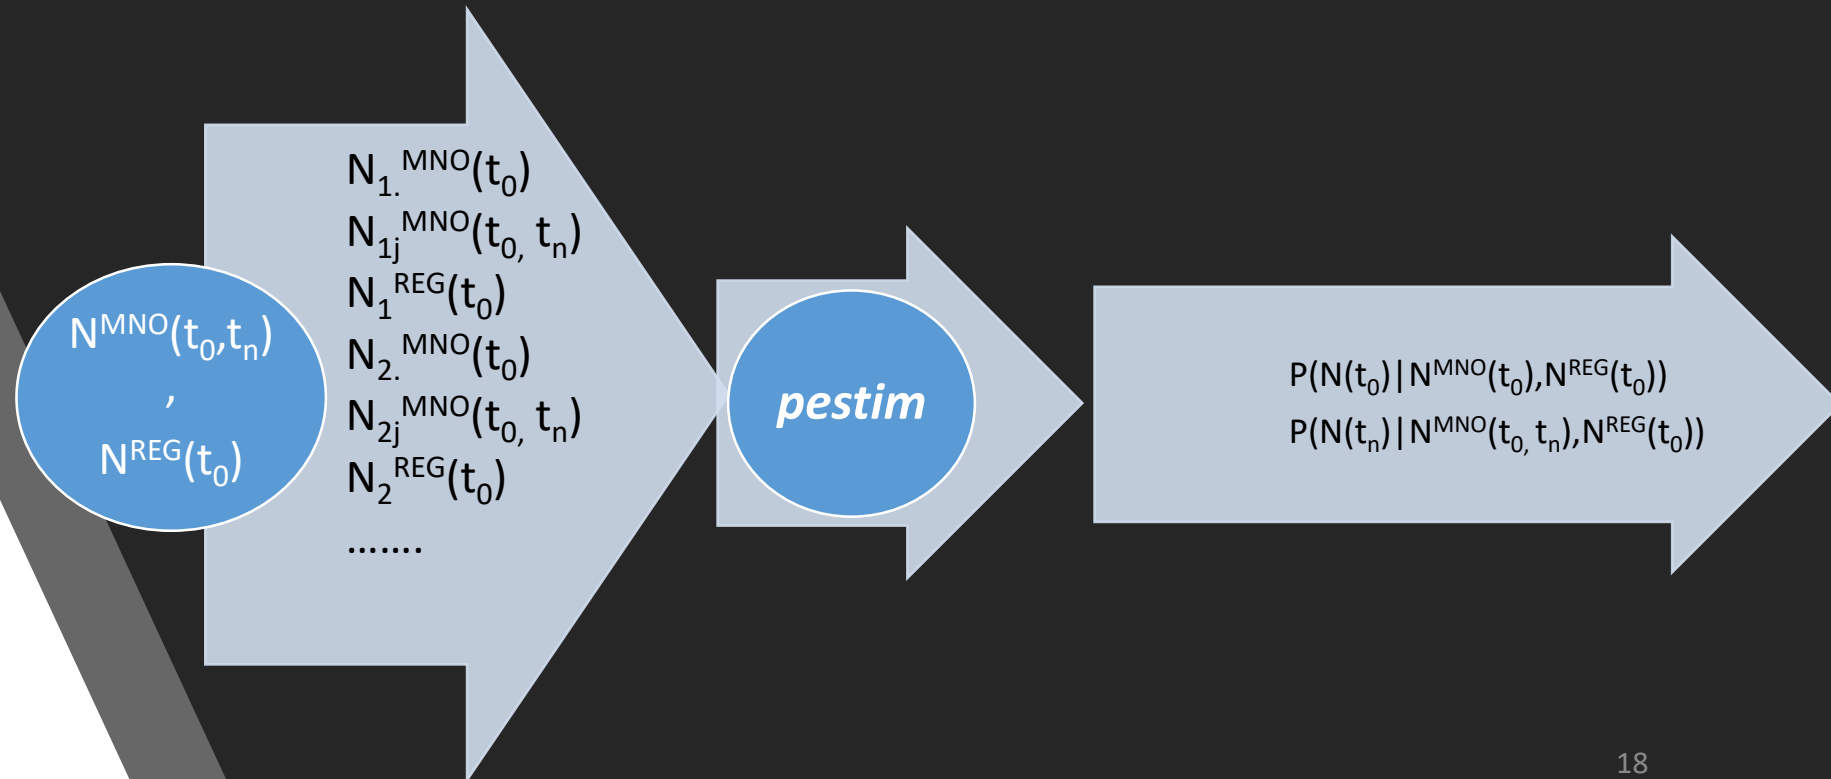 N^MNO(t₀,tₙ)
,
N^REG(t₀)
N₁.^MNO(t₀)
N₁ⱼ^MNO(t₀, tₙ)
N₁^REG(t₀)
N₂.^MNO(t₀)
N₂ⱼ^MNO(t₀, tₙ)
N₂^REG(t₀)
…….
pestim
P(N(t₀)|N^MNO(t₀),N^REG(t₀))
P(N(tₙ)|N^MNO(t₀, tₙ),N^REG(t₀))
18